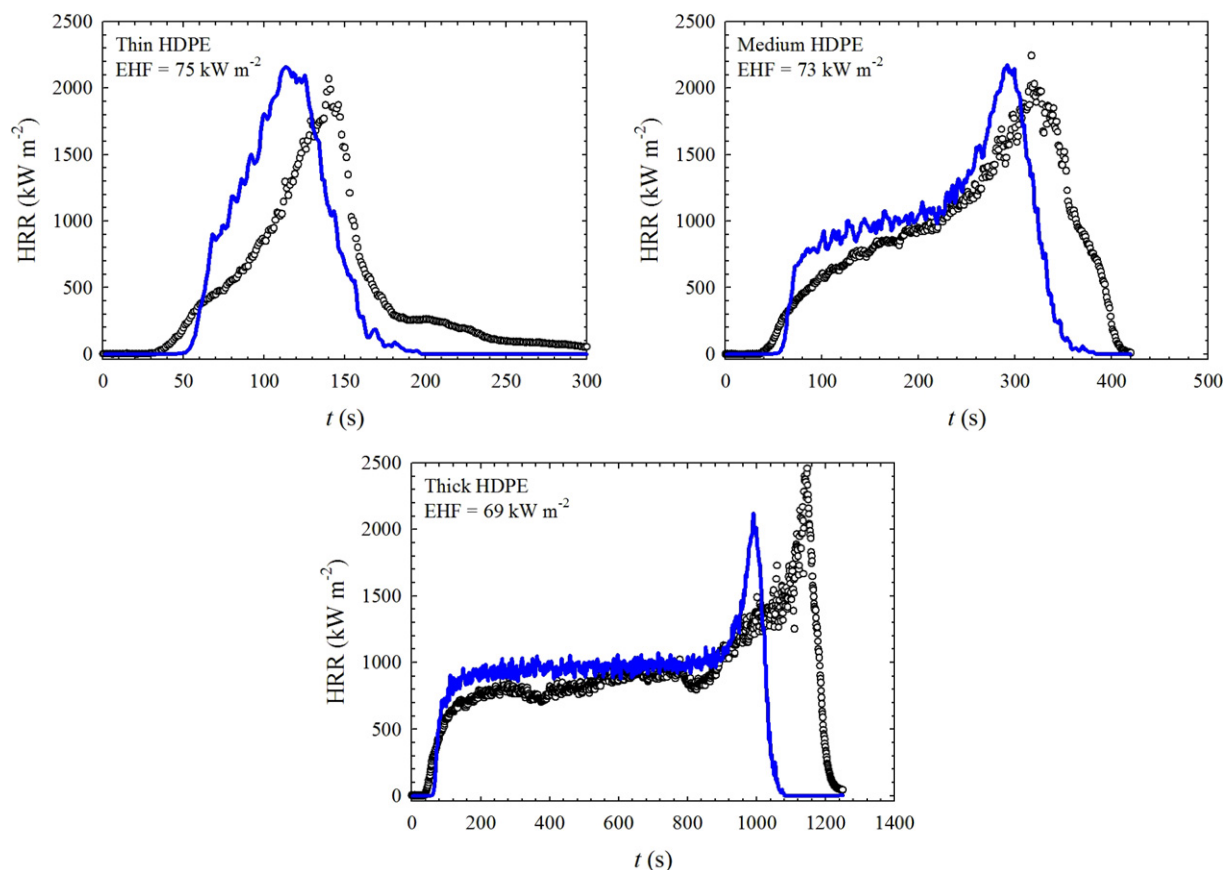 2500
2000
1500
1000
500
0
HRR (kW m⁻²)
Thin HDPE
EHF = 75 kW m⁻²
0 50 100 150 200 250 300
t (s)
2500
2000
1500
1000
500
0
HRR (kW m⁻²)
Medium HDPE
EHF = 73 kW m⁻²
0 100 200 300 400 500
t (s)
2500
2000
1500
1000
500
0
HRR (kW m⁻²)
Thick HDPE
EHF = 69 kW m⁻²
0 200 400 600 800 1000 1200 1400
t (s)